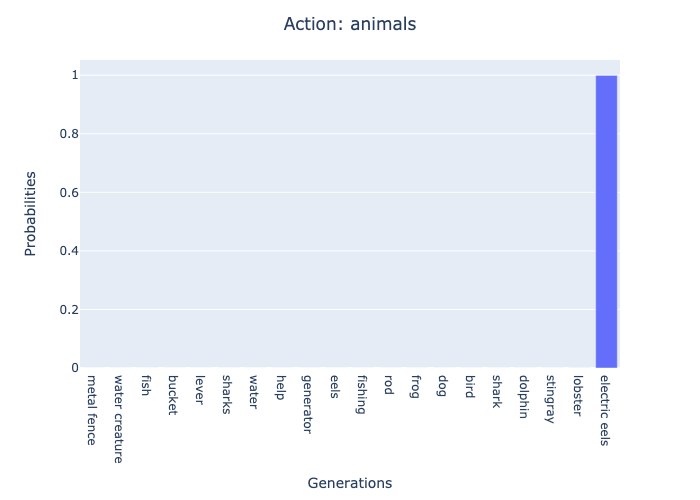 Action: animals
Probabilities
1
0.8
0.6
0.4
0.2
0
metal fence
water creature
fish
bucket
lever
sharks
water
help
generator
eels
fishing
rod
frog
dog
bird
shark
dolphin
stingray
lobster
electric eels
Generations